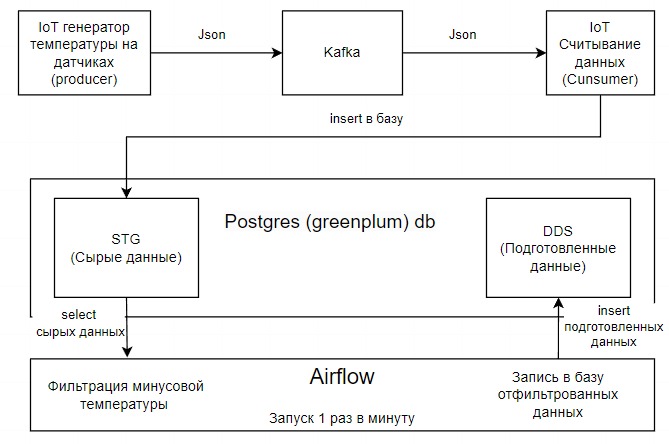 IoT генератор
температуры на
датчиках
(producer)
Json
Kafka
Json
IoT
Считывание
данных
(Cunsumer)
insert в базу
Postgres (greenplum) db
STG
(Сырые данные)
DDS
(Подготовленные
данные)
select
сырых данных
insert
подготовленных
данных
Airflow
Фильтрация минусовой
температуры
Запись в базу
отфильтрованных
данных
Запуск 1 раз в минуту